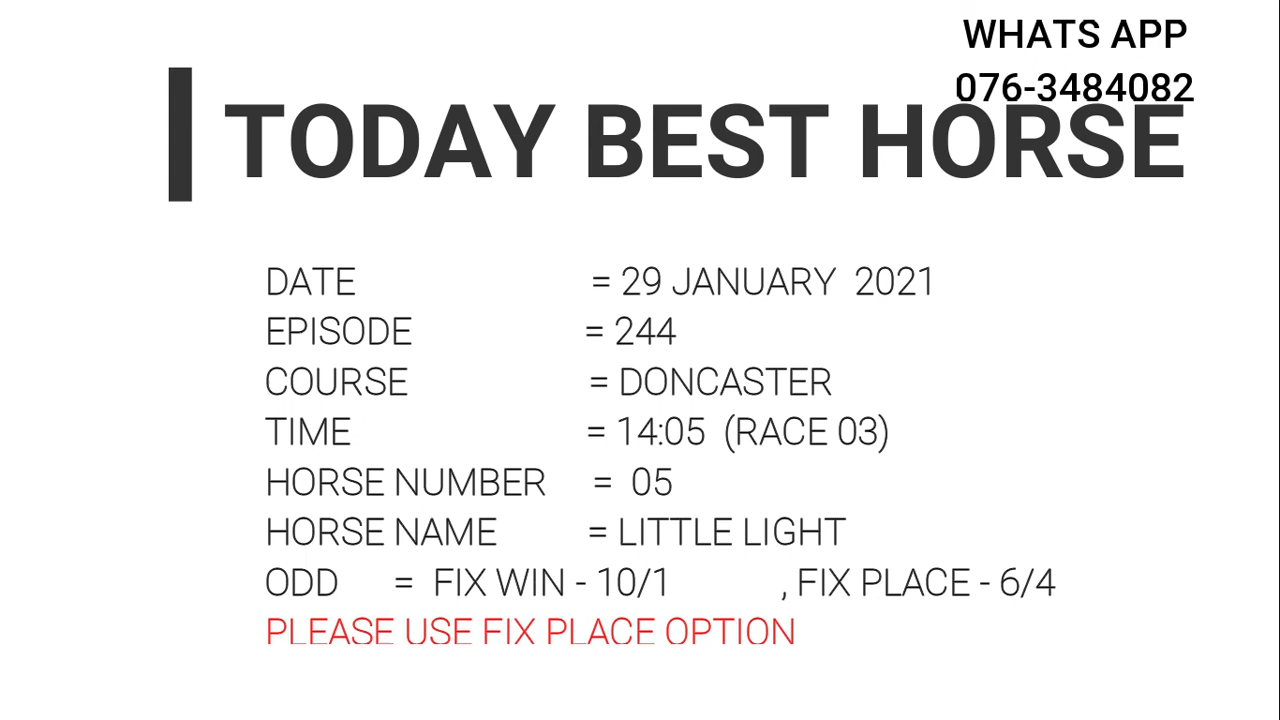 WHATS APP
076-3484082
TODAY BEST HORSE
DATE = 29 JANUARY 2021
EPISODE = 244
COURSE = DONCASTER
TIME = 14:05 (RACE 03)
HORSE NUMBER = 05
HORSE NAME = LITTLE LIGHT
ODD = FIX WIN - 10/1 , FIX PLACE - 6/4
PLEASE USE FIX PLACE OPTION